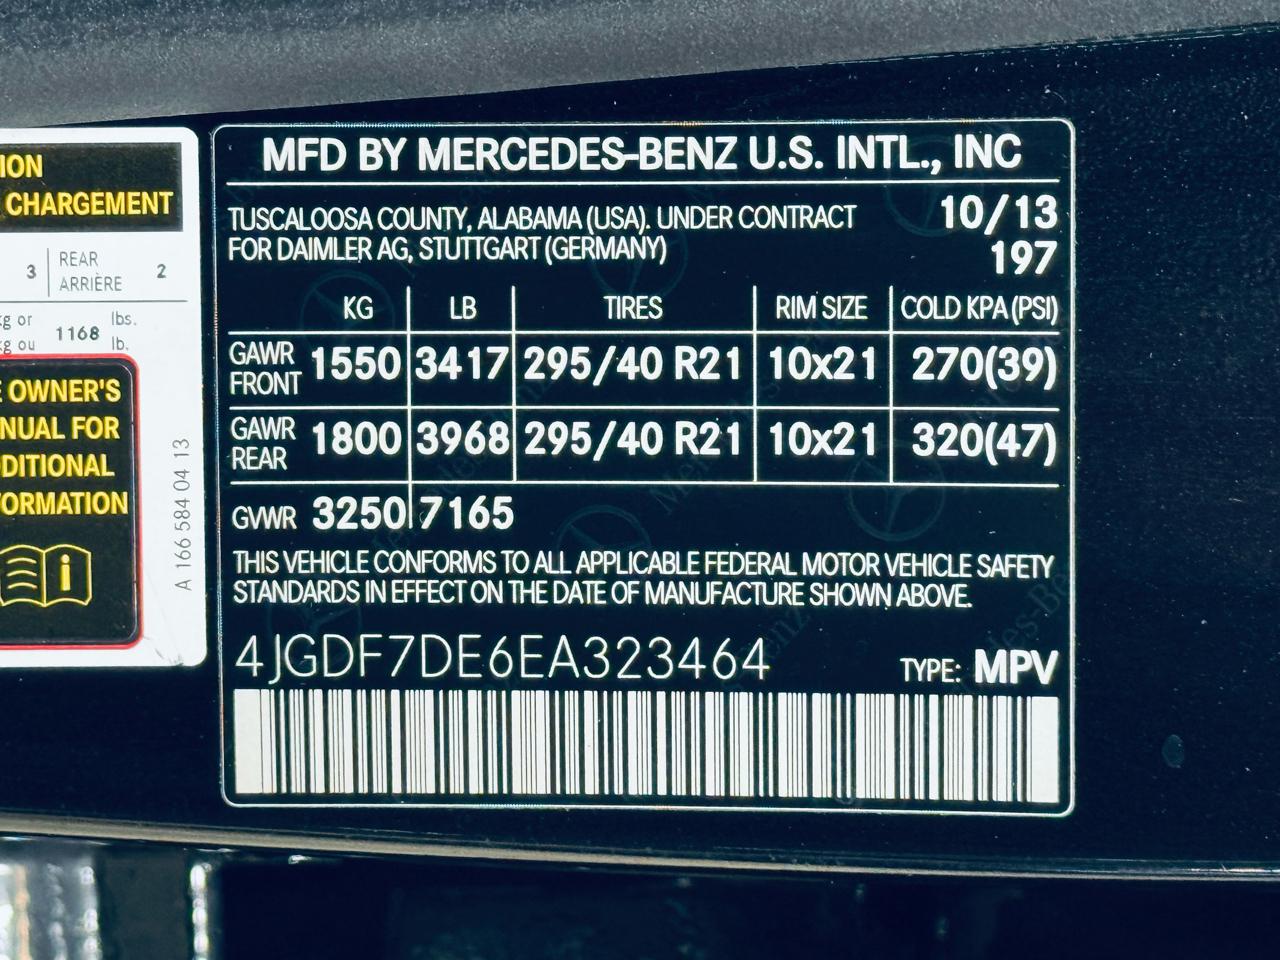 ION
CHARGEMENT
3 REAR ARRIÈRE 2
kg or 1168 lbs.
kg ou lb.
OWNER'S
NUAL FOR
DITIONAL
ORMATION
A 166 584 04 13
MFD BY MERCEDES-BENZ U.S. INTL., INC
TUSCALOOSA COUNTY, ALABAMA (USA). UNDER CONTRACT 10/13
FOR DAIMLER AG, STUTTGART (GERMANY) 197
KG LB TIRES RIM SIZE COLD KPA (PSI)
GAWR FRONT 1550 3417 295/40 R21 10x21 270(39)
GAWR REAR 1800 3968 295/40 R21 10x21 320(47)
GVWR 3250 7165
THIS VEHICLE CONFORMS TO ALL APPLICABLE FEDERAL MOTOR VEHICLE SAFETY
STANDARDS IN EFFECT ON THE DATE OF MANUFACTURE SHOWN ABOVE.
4JGDF7DE6EA323464 TYPE: MPV